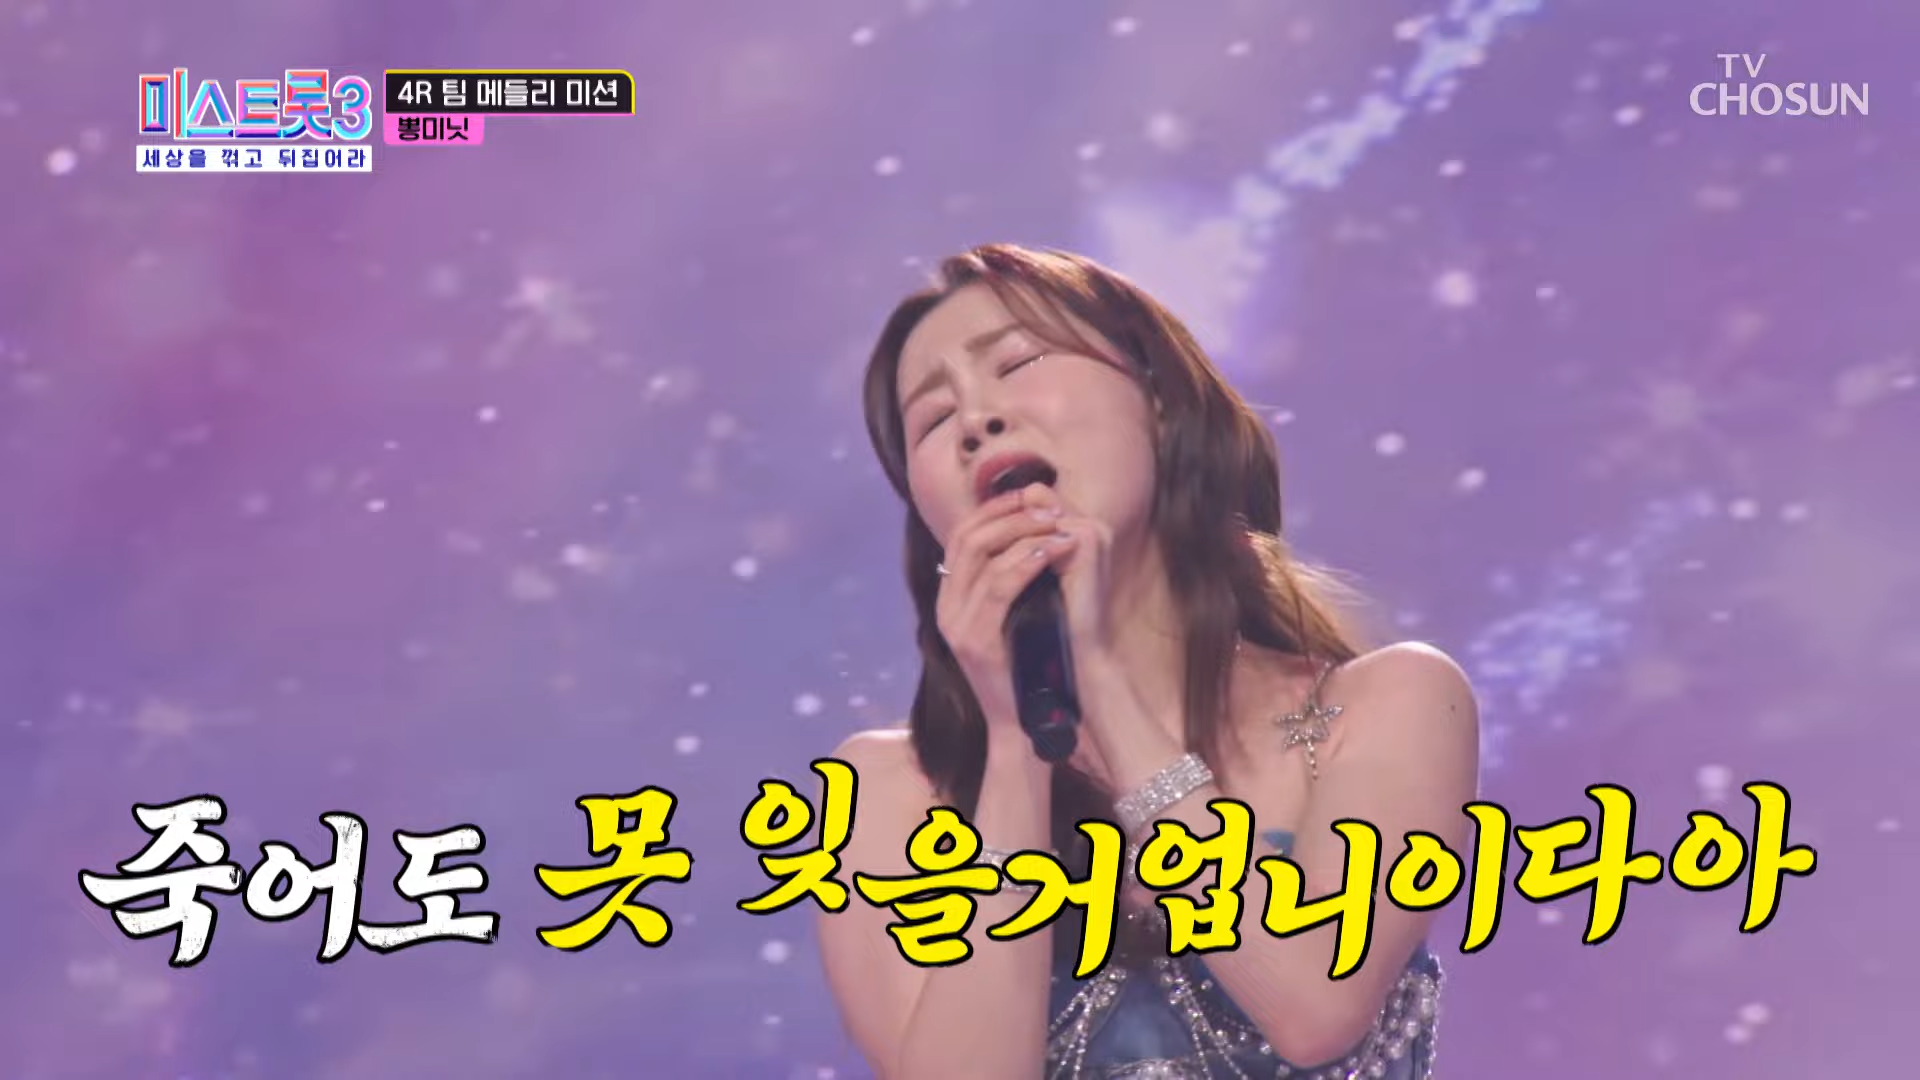 미스트롯3
세상을 꺾고 뒤집어라
4R 팀 메들리 미션
뽕미닛
TV
CHOSUN
죽어도 못 잊을거업니이다아